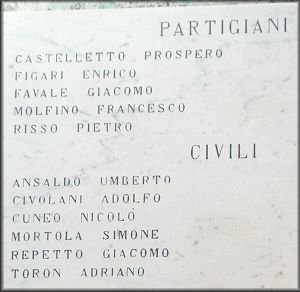 PARTIGIANI
CASTELLETTO PROSPERO
FIGARI ENRICO
FAVALE GIACOMO
MOLFINO FRANCESCO
RISSO PIETRO
CIVILI
ANSALDO UMBERTO
CIVOLANI ADOLFO
CUNEO NICOLÓ
MORTOLA SIMONE
REPETTO GIACOMO
TORON ADRIANO